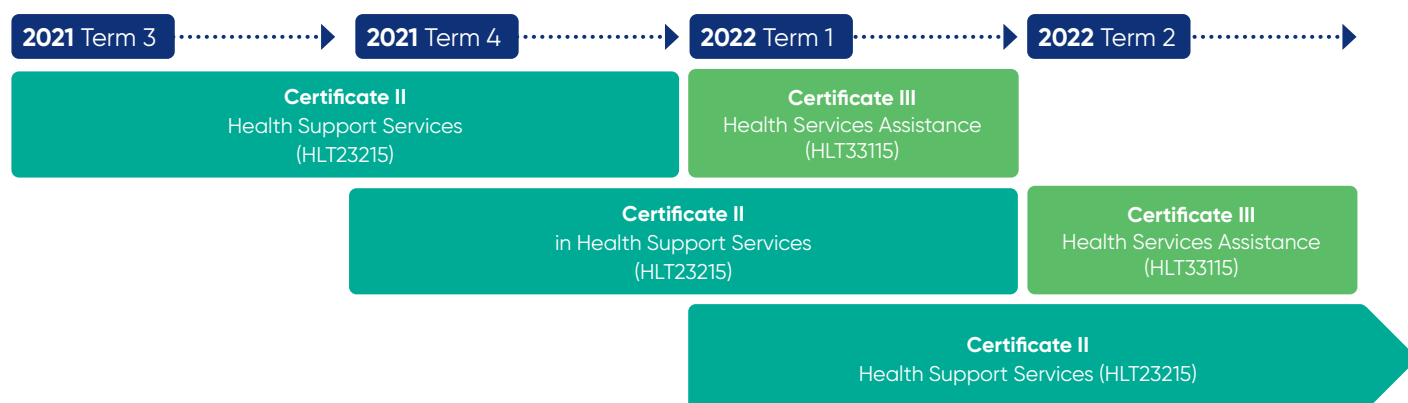 2021 Term 3
2021 Term 4
2022 Term 1
2022 Term 2
Certificate II
Health Support Services
(HLT23215)
Certificate III
Health Services Assistance
(HLT33115)
Certificate II
in Health Support Services
(HLT23215)
Certificate III
Health Services Assistance
(HLT33115)
Certificate II
Health Support Services (HLT23215)